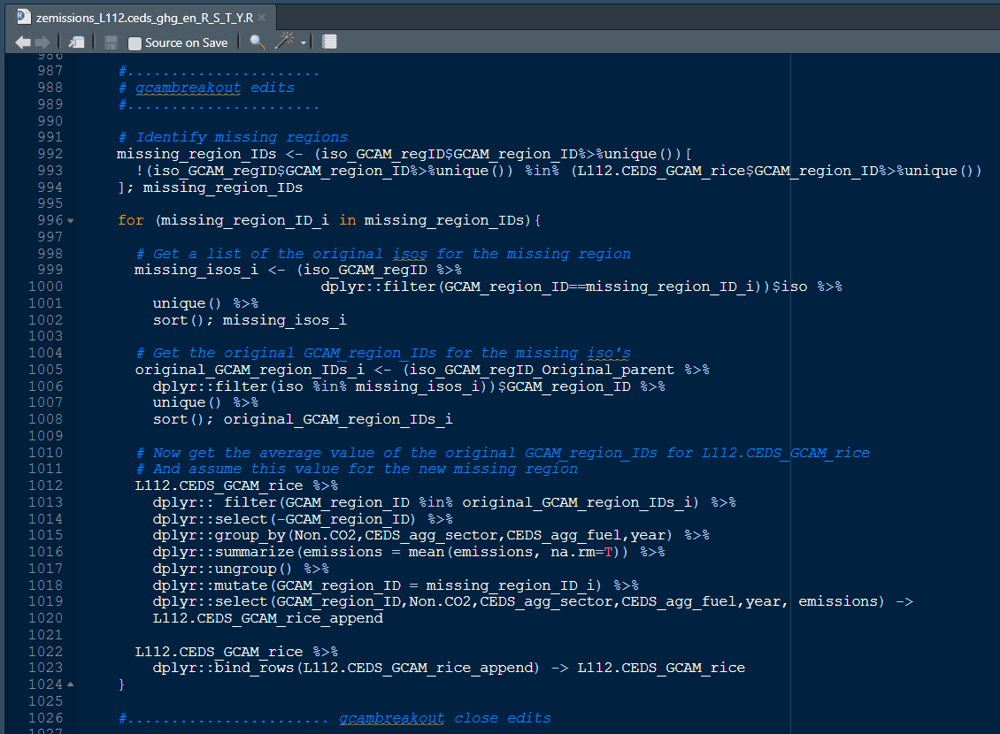 zemissions_L112.ceds_ghg_en_R_S_T_Y.R
Source on Save
986
987 #......................
988 # gcambreakout edits
989 #......................
990
991 # Identify missing regions
992 missing_region_IDs <- (iso_GCAM_regID$GCAM_region_ID%>%unique())[
993 !(iso_GCAM_regID$GCAM_region_ID%>%unique()) %in% (L112.CEDS_GCAM_rice$GCAM_region_ID%>%unique())
994 ]; missing_region_IDs
995
996 for (missing_region_ID_i in missing_region_IDs){
997
998 # Get a list of the original isos for the missing region
999 missing_isos_i <- (iso_GCAM_regID %>%
1000 dplyr::filter(GCAM_region_ID==missing_region_ID_i))$iso %>%
1001 unique() %>%
1002 sort(); missing_isos_i
1003
1004 # Get the original GCAM_region_IDs for the missing iso's
1005 original_GCAM_region_IDs_i <- (iso_GCAM_regID_Original_parent %>%
1006 dplyr::filter(iso %in% missing_isos_i))$GCAM_region_ID %>%
1007 unique() %>%
1008 sort(); original_GCAM_region_IDs_i
1009
1010 # Now get the average value of the original GCAM_region_IDs for L112.CEDS_GCAM_rice
1011 # And assume this value for the new missing region
1012 L112.CEDS_GCAM_rice %>%
1013 dplyr:: filter(GCAM_region_ID %in% original_GCAM_region_IDs_i) %>%
1014 dplyr::select(-GCAM_region_ID) %>%
1015 dplyr::group_by(Non.CO2,CEDS_agg_sector,CEDS_agg_fuel,year) %>%
1016 dplyr::summarize(emissions = mean(emissions, na.rm=T)) %>%
1017 dplyr::ungroup() %>%
1018 dplyr::mutate(GCAM_region_ID = missing_region_ID_i) %>%
1019 dplyr::select(GCAM_region_ID,Non.CO2,CEDS_agg_sector,CEDS_agg_fuel,year, emissions) ->
1020 L112.CEDS_GCAM_rice_append
1021
1022 L112.CEDS_GCAM_rice %>%
1023 dplyr::bind_rows(L112.CEDS_GCAM_rice_append) -> L112.CEDS_GCAM_rice
1024 }
1025
1026 #....................... gcambreakout close edits
1027